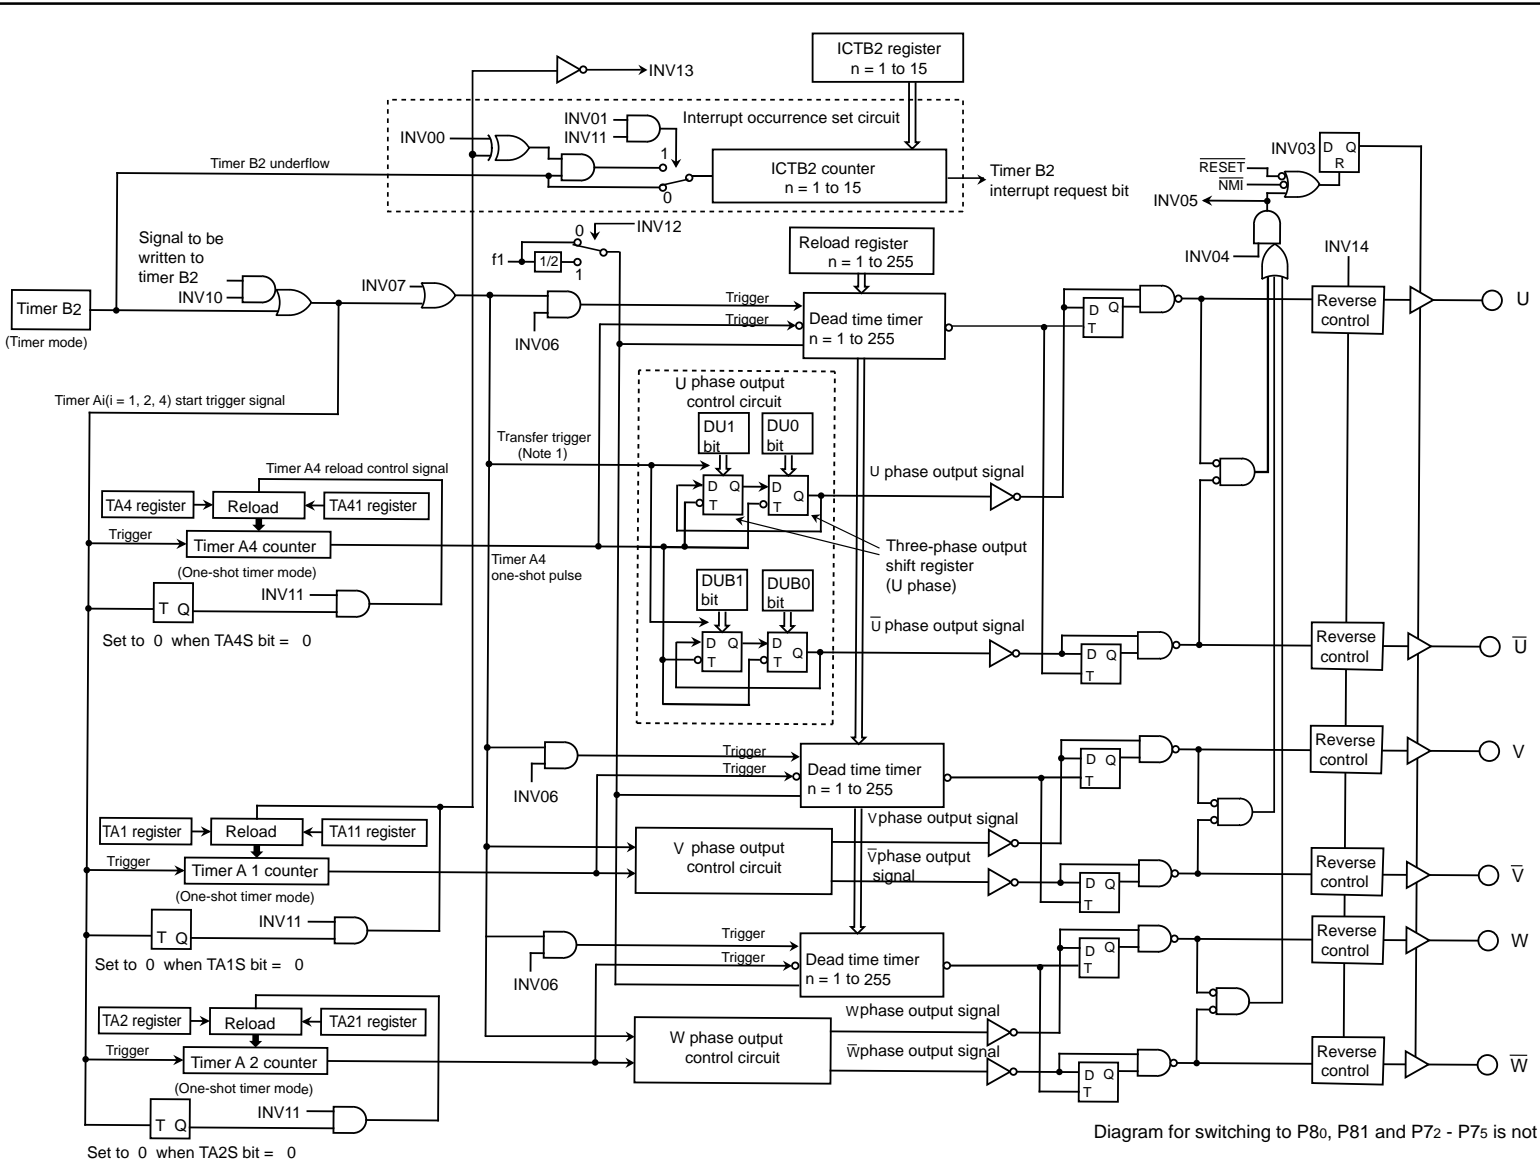 ICTB2 register
n = 1 to 15
INV13
INV01
INV11
Interrupt occurrence set circuit
INV00
1
0
Timer B2 underflow
ICTB2 counter
n = 1 to 15
Timer B2
interrupt request bit
INV03
D Q
R
RESET
NMI
INV05
INV04
INV14
Signal to be
written to
timer B2
INV10
INV07
0
INV12
f1
1/2
1
Reload register
n = 1 to 255
Timer B2
(Timer mode)
INV06
Trigger
Trigger
Dead time timer
n = 1 to 255
D Q
T
Reverse
control
U
Timer Ai(i = 1, 2, 4) start trigger signal
U phase output
control circuit
DU1
bit
DU0
bit
Transfer trigger
(Note 1)
D Q
T
D
Q
T
U phase output signal
Timer A4 reload control signal
TA4 register
Reload
TA41 register
Trigger
Timer A4 counter
(One-shot timer mode)
Timer A4
one-shot pulse
Three-phase output
shift register
(U phase)
T Q
INV11
Set to 0 when TA4S bit = 0
DUB1
bit
DUB0
bit
D Q
T
D
Q
T
U̅ phase output signal
D Q
T
Reverse
control
U̅
INV06
Trigger
Trigger
Dead time timer
n = 1 to 255
D Q
T
Reverse
control
V
TA1 register
Reload
TA11 register
Trigger
Timer A 1 counter
(One-shot timer mode)
V phase output
control circuit
V phase output signal
V̅ phase output
signal
D Q
T
Reverse
control
V̅
T Q
INV11
Set to 0 when TA1S bit = 0
INV06
Trigger
Trigger
Dead time timer
n = 1 to 255
D Q
T
Reverse
control
W
TA2 register
Reload
TA21 register
Trigger
Timer A 2 counter
(One-shot timer mode)
W phase output
control circuit
W phase output signal
W̅ phase output signal
D Q
T
Reverse
control
W̅
T Q
INV11
Set to 0 when TA2S bit = 0
Diagram for switching to P80, P81 and P72 - P75 is not